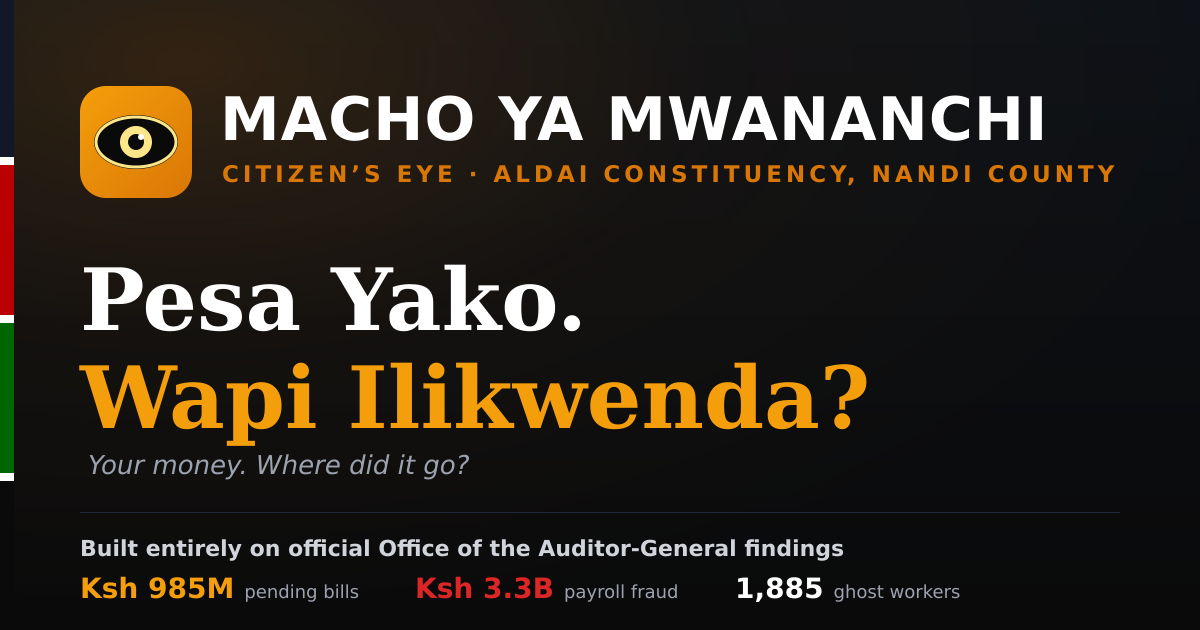 MACHO YA MWANANCHI
CITIZEN’S EYE · ALDAI CONSTITUENCY, NANDI COUNTY
Pesa Yako.
Wapi Ilikwenda?
Your money. Where did it go?
Built entirely on official Office of the Auditor-General findings
Ksh 985M pending bills Ksh 3.3B payroll fraud 1,885 ghost workers